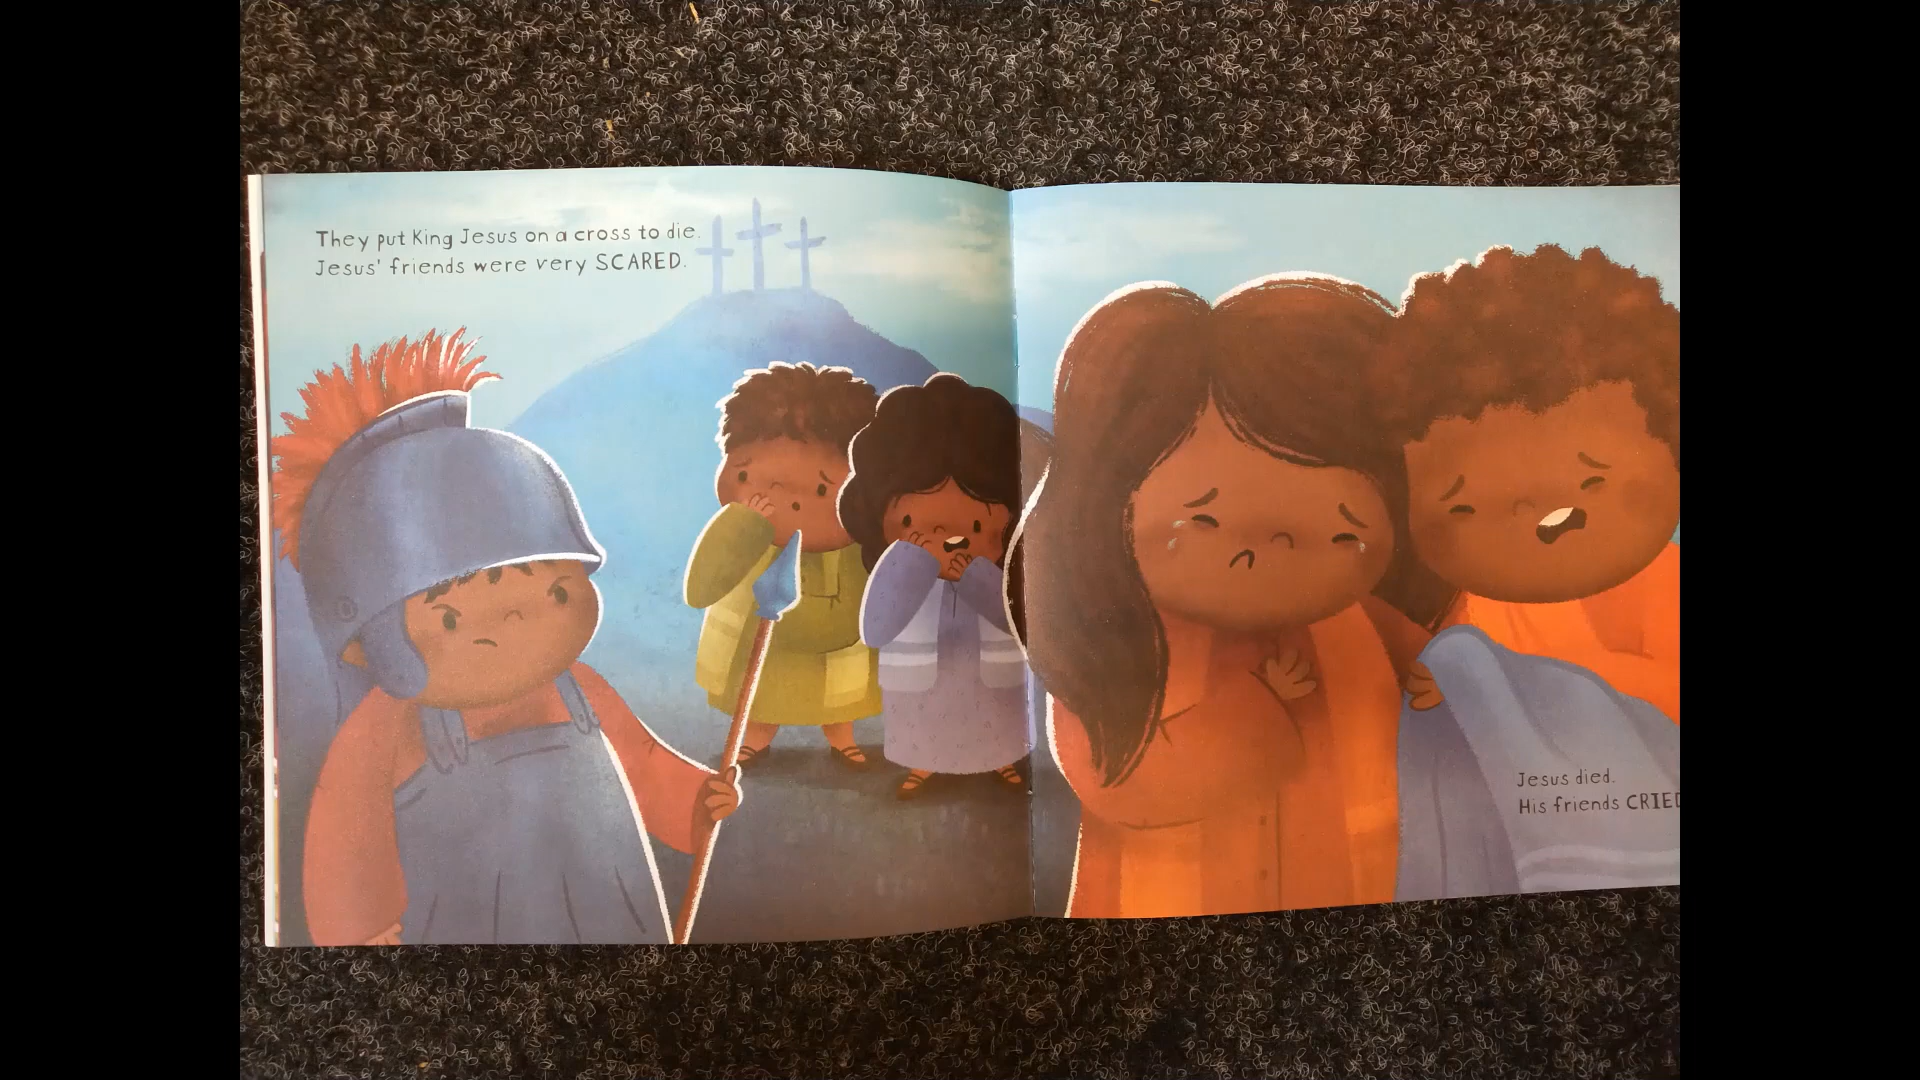 They put King Jesus on a cross to die.
Jesus' friends were very SCARED.
Jesus died.
His friends CRIED